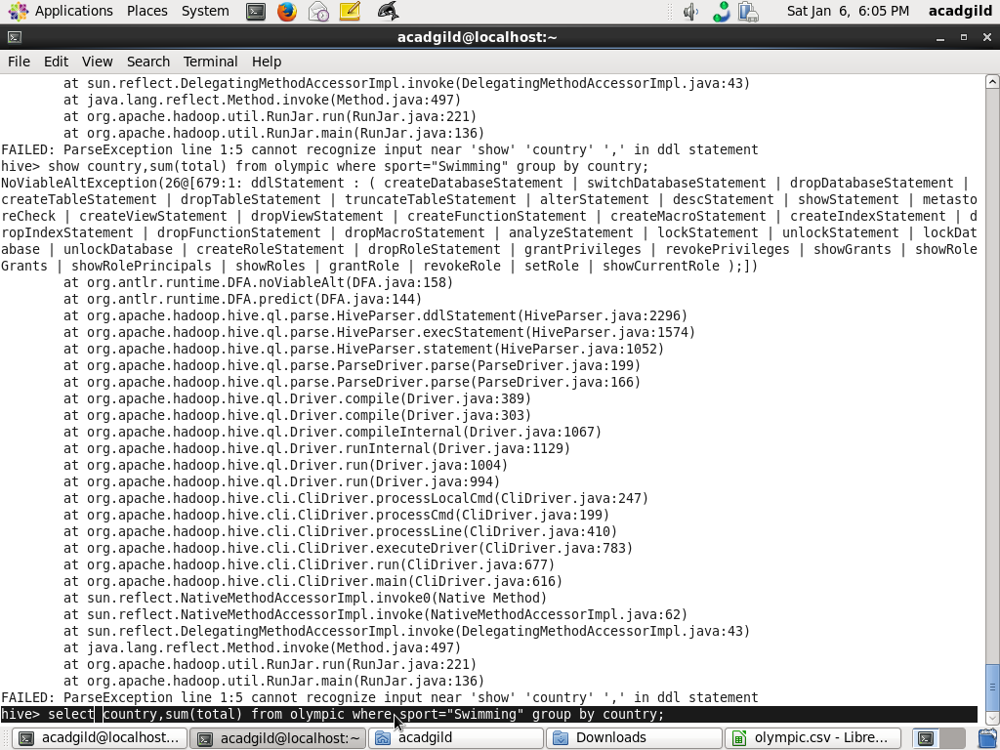 Applications Places System Sat Jan 6, 6:05 PM acadgild
acadgild@localhost:~
File Edit View Search Terminal Help
at sun.reflect.DelegatingMethodAccessorImpl.invoke(DelegatingMethodAccessorImpl.java:43)
at java.lang.reflect.Method.invoke(Method.java:497)
at org.apache.hadoop.util.RunJar.run(RunJar.java:221)
at org.apache.hadoop.util.RunJar.main(RunJar.java:136)
FAILED: ParseException line 1:5 cannot recognize input near 'show' 'country' ',' in ddl statement
hive> show country,sum(total) from olympic where sport="Swimming" group by country;
NoViableAltException(26@[679:1: ddlStatement : ( createDatabaseStatement | switchDatabaseStatement | dropDatabaseStatement |
createTableStatement | dropTableStatement | truncateTableStatement | alterStatement | descStatement | showStatement | metasto
reCheck | createViewStatement | dropViewStatement | createFunctionStatement | createMacroStatement | createIndexStatement | d
ropIndexStatement | dropFunctionStatement | dropMacroStatement | analyzeStatement | lockStatement | unlockStatement | lockDat
abase | unlockDatabase | createRoleStatement | dropRoleStatement | grantPrivileges | revokePrivileges | showGrants | showRole
Grants | showRolePrincipals | showRoles | grantRole | revokeRole | setRole | showCurrentRole );])
at org.antlr.runtime.DFA.noViableAlt(DFA.java:158)
at org.antlr.runtime.DFA.predict(DFA.java:144)
at org.apache.hadoop.hive.ql.parse.HiveParser.ddlStatement(HiveParser.java:2296)
at org.apache.hadoop.hive.ql.parse.HiveParser.execStatement(HiveParser.java:1574)
at org.apache.hadoop.hive.ql.parse.HiveParser.statement(HiveParser.java:1052)
at org.apache.hadoop.hive.ql.parse.ParseDriver.parse(ParseDriver.java:199)
at org.apache.hadoop.hive.ql.parse.ParseDriver.parse(ParseDriver.java:166)
at org.apache.hadoop.hive.ql.Driver.compile(Driver.java:389)
at org.apache.hadoop.hive.ql.Driver.compile(Driver.java:303)
at org.apache.hadoop.hive.ql.Driver.compileInternal(Driver.java:1067)
at org.apache.hadoop.hive.ql.Driver.runInternal(Driver.java:1129)
at org.apache.hadoop.hive.ql.Driver.run(Driver.java:1004)
at org.apache.hadoop.hive.ql.Driver.run(Driver.java:994)
at org.apache.hadoop.hive.cli.CliDriver.processLocalCmd(CliDriver.java:247)
at org.apache.hadoop.hive.cli.CliDriver.processCmd(CliDriver.java:199)
at org.apache.hadoop.hive.cli.CliDriver.processLine(CliDriver.java:410)
at org.apache.hadoop.hive.cli.CliDriver.executeDriver(CliDriver.java:783)
at org.apache.hadoop.hive.cli.CliDriver.run(CliDriver.java:677)
at org.apache.hadoop.hive.cli.CliDriver.main(CliDriver.java:616)
at sun.reflect.NativeMethodAccessorImpl.invoke0(Native Method)
at sun.reflect.NativeMethodAccessorImpl.invoke(NativeMethodAccessorImpl.java:62)
at sun.reflect.DelegatingMethodAccessorImpl.invoke(DelegatingMethodAccessorImpl.java:43)
at java.lang.reflect.Method.invoke(Method.java:497)
at org.apache.hadoop.util.RunJar.run(RunJar.java:221)
at org.apache.hadoop.util.RunJar.main(RunJar.java:136)
FAILED: ParseException line 1:5 cannot recognize input near 'show' 'country' ',' in ddl statement
hive> select country,sum(total) from olympic where sport="Swimming" group by country;
acadgild@localhost... acadgild@localhost:~ acadgild Downloads olympic.csv - Libre...